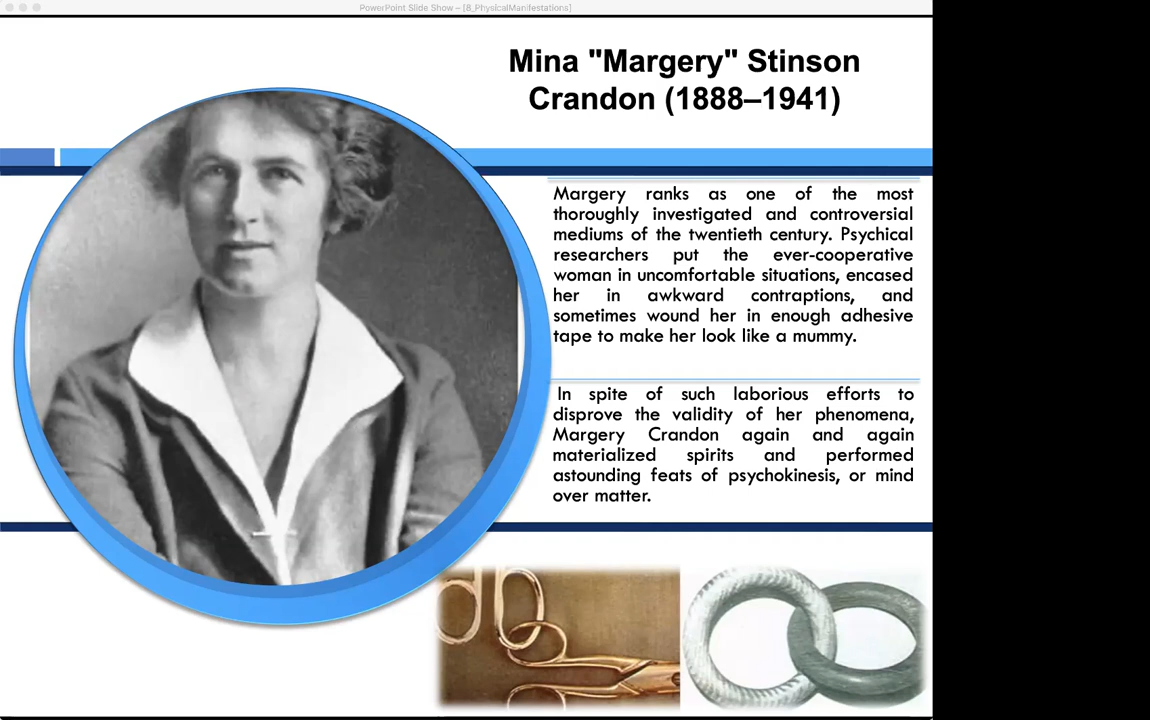 PowerPoint Slide Show – [8_PhysicalManifestations]
Mina "Margery" Stinson
Crandon (1888–1941)
Margery ranks as one of the most
thoroughly investigated and controversial
mediums of the twentieth century. Psychical
researchers put the ever-cooperative
woman in uncomfortable situations, encased
her in awkward contraptions, and
sometimes wound her in enough adhesive
tape to make her look like a mummy.
In spite of such laborious efforts to
disprove the validity of her phenomena,
Margery Crandon again and again
materialized spirits and performed
astounding feats of psychokinesis, or mind
over matter.